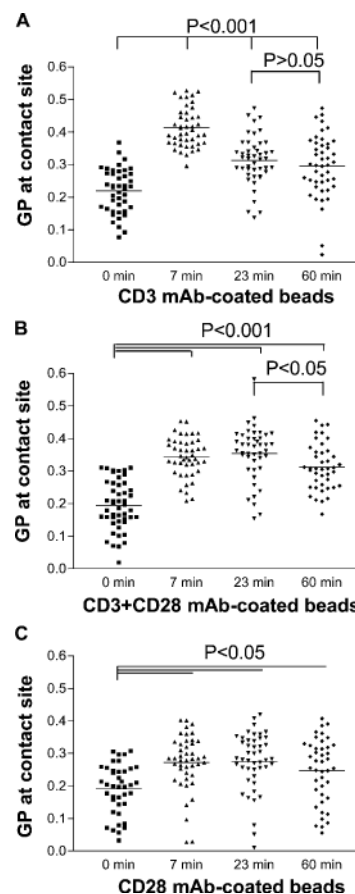 A
P<0.001
P>0.05
GP at contact site
0.6
0.5
0.4
0.3
0.2
0.1
0.0
0 min 7 min 23 min 60 min
CD3 mAb-coated beads
B
P<0.001
P<0.05
GP at contact site
0.6
0.5
0.4
0.3
0.2
0.1
0.0
0 min 7 min 23 min 60 min
CD3+CD28 mAb-coated beads
C
P<0.05
GP at contact site
0.6
0.5
0.4
0.3
0.2
0.1
0.0
0 min 7 min 23 min 60 min
CD28 mAb-coated beads